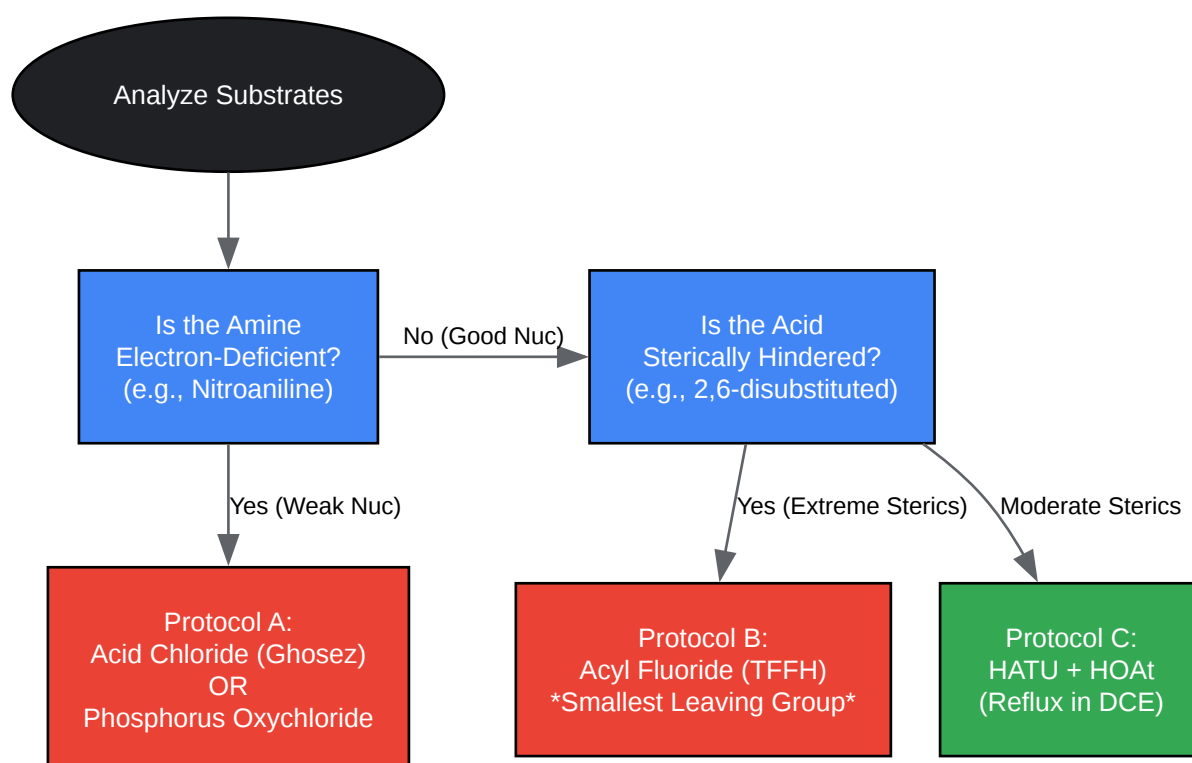 Analyze Substrates
Is the Amine
Electron-Deficient?
(e.g., Nitroaniline)
No (Good Nuc)
Is the Acid
Sterically Hindered?
(e.g., 2,6-disubstituted)
Yes (Weak Nuc)
Yes (Extreme Sterics)
Moderate Sterics
Protocol A:
Acid Chloride (Ghosez)
OR
Phosphorus Oxychloride
Protocol B:
Acyl Fluoride (TFFH)
*Smallest Leaving Group*
Protocol C:
HATU + HOAt
(Reflux in DCE)